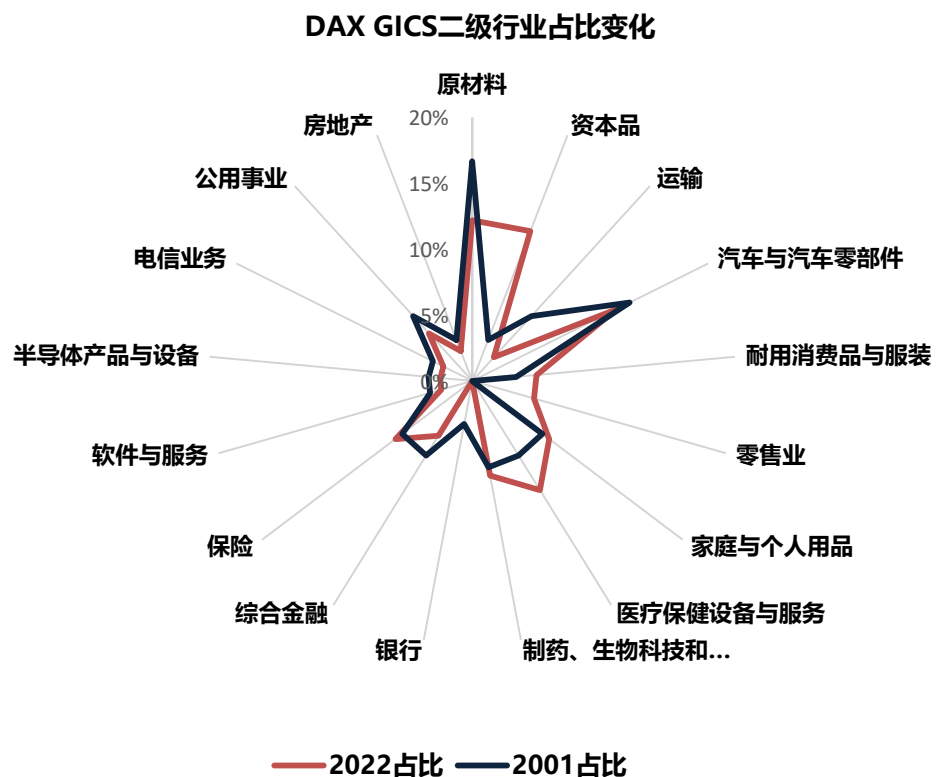 DAX GICS二级行业占比变化
原材料
20%
房地产
资本品
15%
公用事业
运输
10%
电信业务
汽车与汽车零部件
5%
半导体产品与设备
耐用消费品与服装
0%
软件与服务
零售业
保险
家庭与个人用品
综合金融
医疗保健设备与服务
银行
制药、生物科技和...
2022占比 2001占比